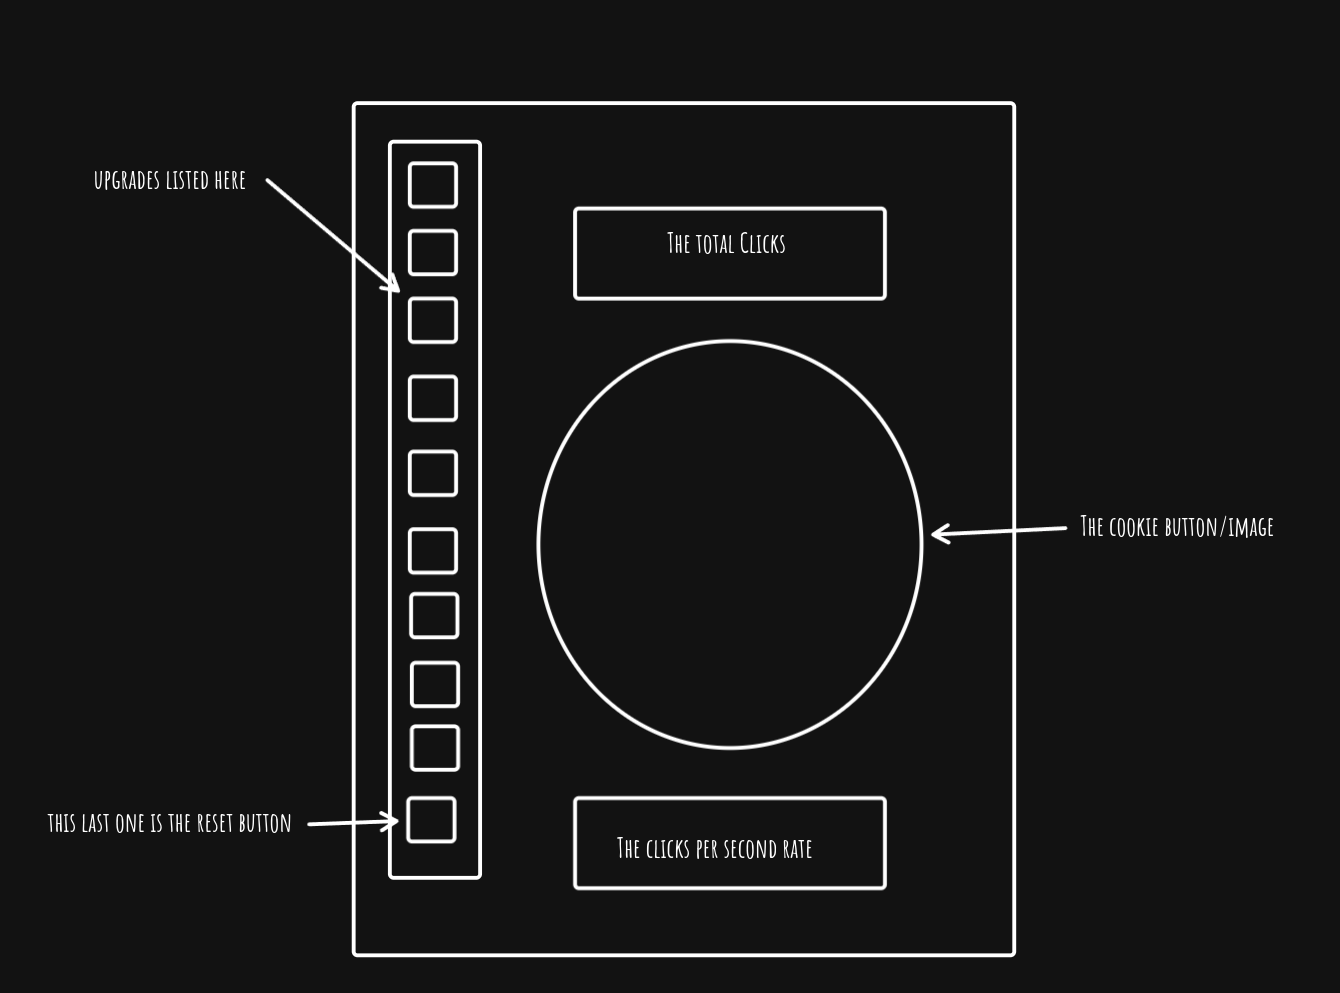 upgrades listed here
The total Clicks
The cookie button/image
this last one is the reset button
The clicks per second rate